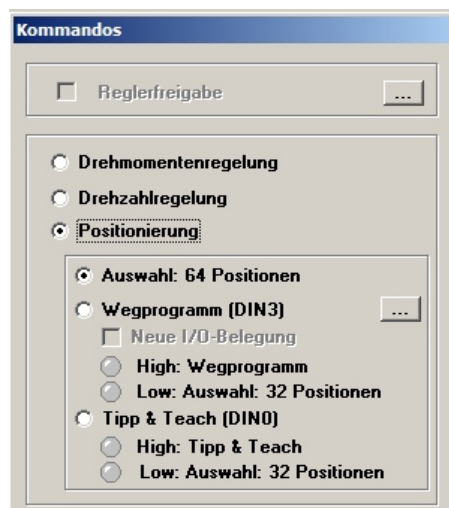 Kommandos
Reglerfreigabe ...
Drehmomentenregelung
Drehzahlregelung
Positionierung
Auswahl: 64 Positionen
Wegprogramm (DIN3) ...
Neue I/O-Belegung
High: Wegprogramm
Low: Auswahl: 32 Positionen
Tipp & Teach (DIN0)
High: Tipp & Teach
Low: Auswahl: 32 Positionen